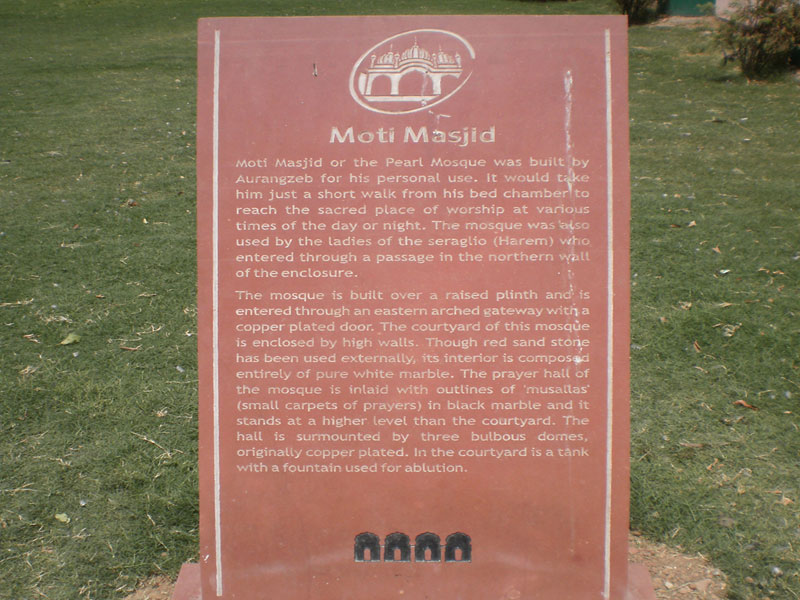 Moti Masjid
Moti Masjid or the Pearl Mosque was built by
Aurangzeb for his personal use. It would take
him just a short walk from his bed chamber to
reach the sacred place of worship at various
times of the day or night. The mosque was also
used by the ladies of the seraglio (Harem) who
entered through a passage in the northern wall
of the enclosure.
The mosque is built over a raised plinth and is
entered through an eastern arched gateway with a
copper plated door. The courtyard of this mosque
is enclosed by high walls. Though red sand stone
has been used externally, its interior is composed
entirely of pure white marble. The prayer hall of
the mosque is inlaid with outlines of 'musallas'
(small carpets of prayers) in black marble and it
stands at a higher level than the courtyard. The
hall is surmounted by three bulbous domes,
originally copper plated. In the courtyard is a tank
with a fountain used for ablution.